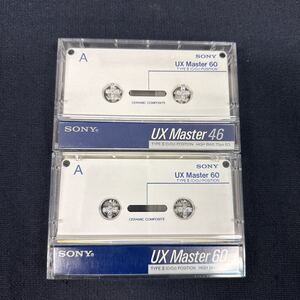 SONY
A
UX Master 60
TYPE II (CrO₂) POSITION
CERAMIC COMPOSITE
SONY
UX Master 46
TYPE II (CrO₂) POSITION HIGH BIAS 70μs EQ
SONY
A
UX Master 60
TYPE II (CrO₂) POSITION
CERAMIC COMPOSITE
SONY
UX Master 60
TYPE II (CrO₂) POSITION HIGH